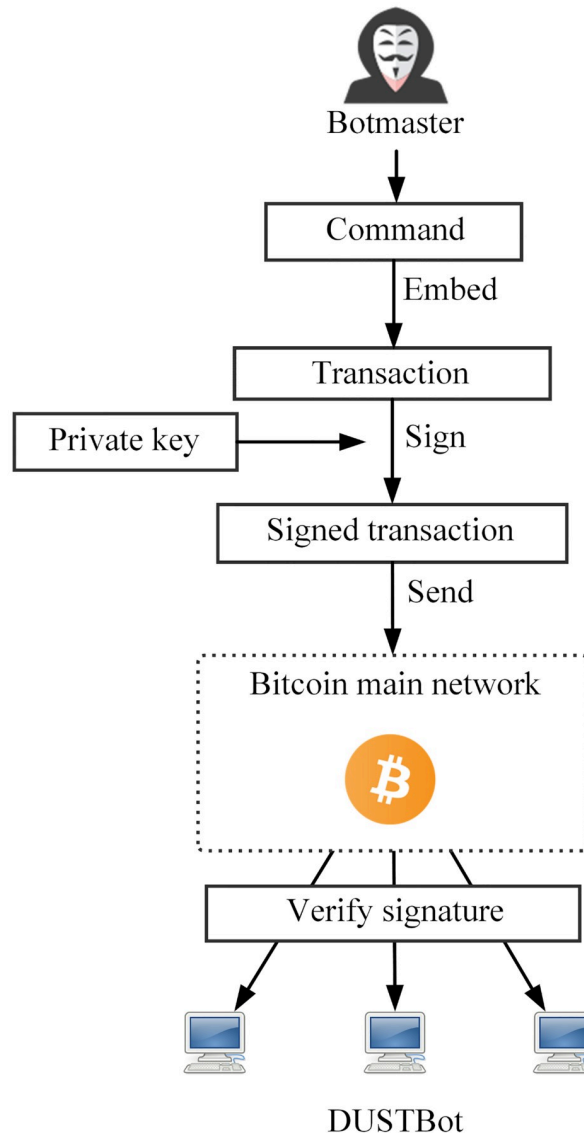 Botmaster
Command
Embed
Transaction
Private key
Sign
Signed transaction
Send
Bitcoin main network
Verify signature
DUSTBot